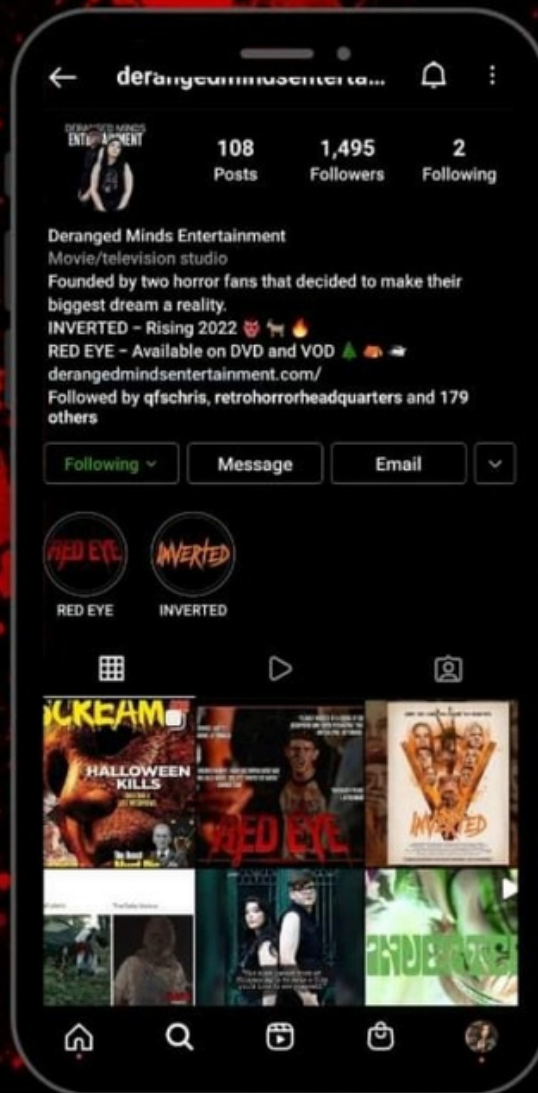 derangedmindsenterta...
DERANGED MINDS
ENTERTAINMENT
108
1,495
2
Posts
Followers
Following
Deranged Minds Entertainment
Movie/television studio
Founded by two horror fans that decided to make their
biggest dream a reality.
INVERTED – Rising 2022 👹 🐐 🔥
RED EYE – Available on DVD and VOD 🌲
derangedmindsentertainment.com/
Followed by qfschris, retrohorrorheadquarters and 179
others
Following
Message
Email
RED EYE
INVERTED
RED EYE
INVERTED
SCREAM
HALLOWEEN
KILLS
RED EYE
INVERTED